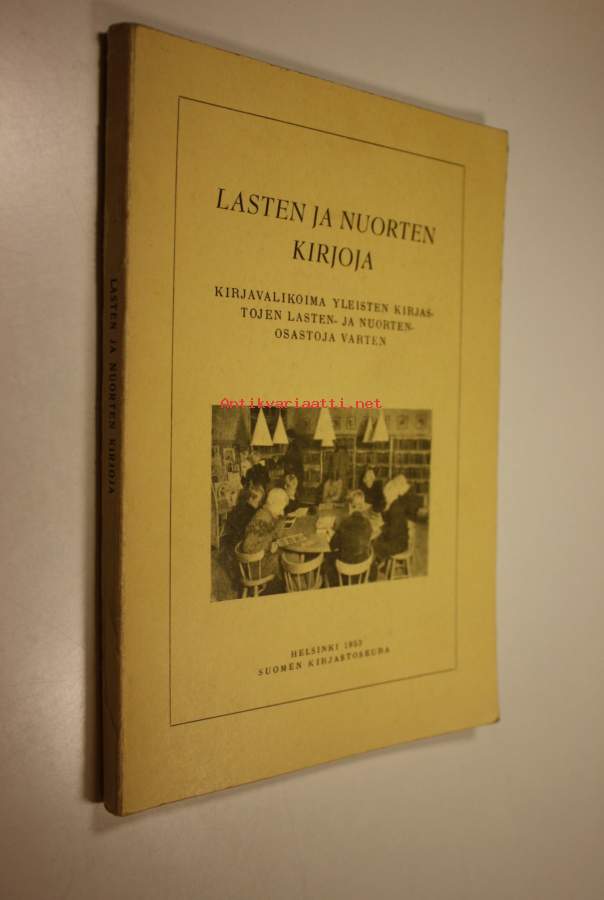 LASTEN JA NUORTEN
KIRJOJA
KIRJAVALIKOIMA YLEISTEN KIRJAS-
TOJEN LASTEN- JA NUORTEN-
OSASTOJA VARTEN
Antikvariaatti.net
HELSINKI 1953
SUOMEN KIRJASTOSEURA
LASTEN JA NUORTEN KIRJOJA